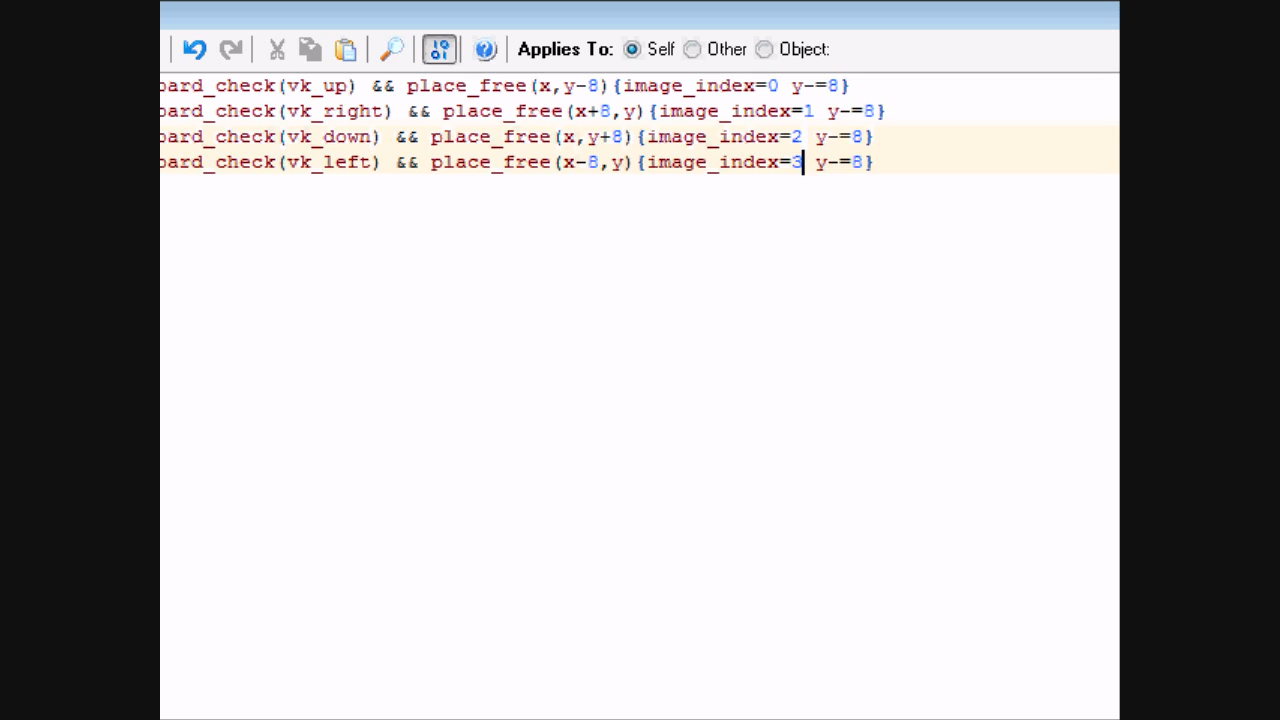 Applies To: Self Other Object:
oard_check(vk_up) && place_free(x,y-8){image_index=0 y-=8}
oard_check(vk_right) && place_free(x+8,y){image_index=1 y-=8}
oard_check(vk_down) && place_free(x,y+8){image_index=2 y-=8}
oard_check(vk_left) && place_free(x-8,y){image_index=3 y-=8}